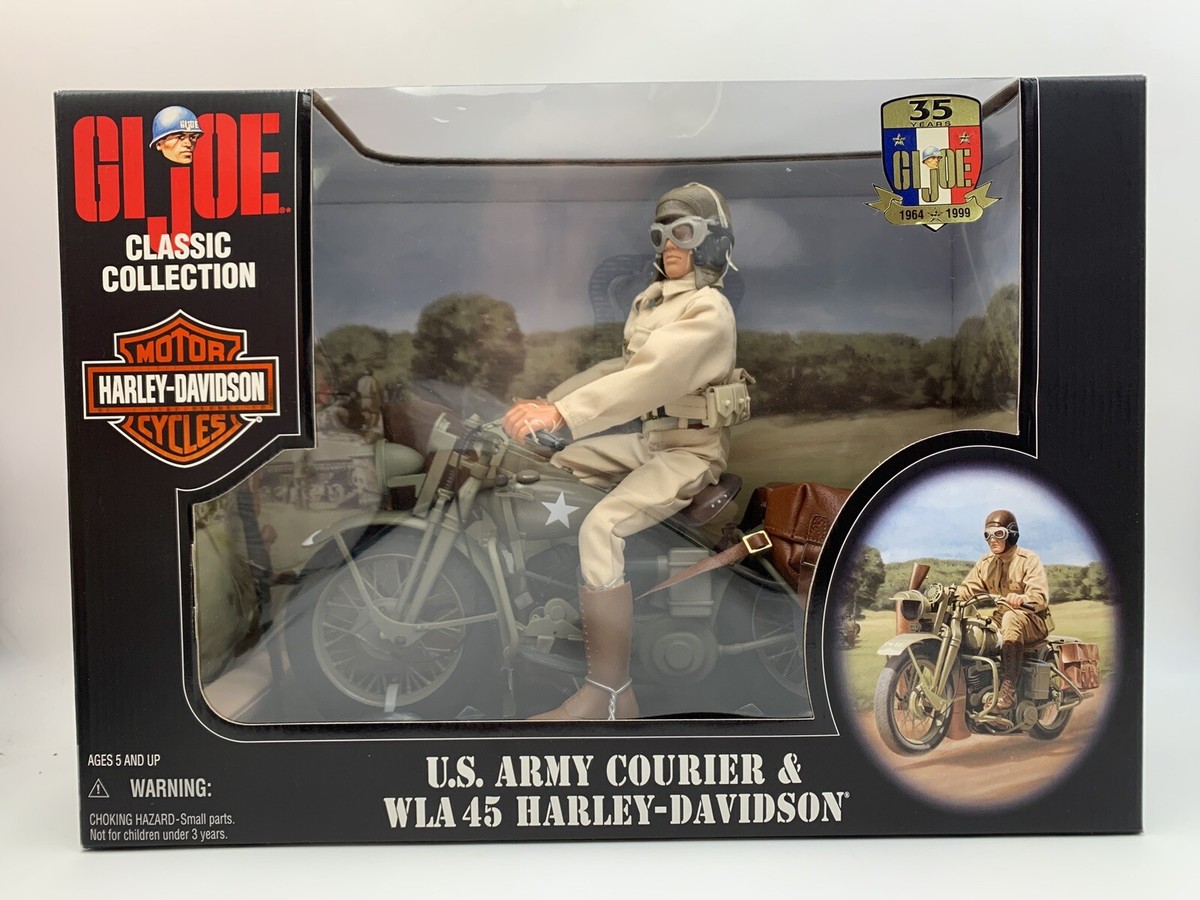 GI JOE
CLASSIC
COLLECTION
MOTOR
HARLEY-DAVIDSON
CYCLES
35
YEARS
GI JOE
1964 1999
AGES 5 AND UP
WARNING:
CHOKING HAZARD-Small parts.
Not for children under 3 years.
U.S. ARMY COURIER &
WLA 45 HARLEY-DAVIDSON®